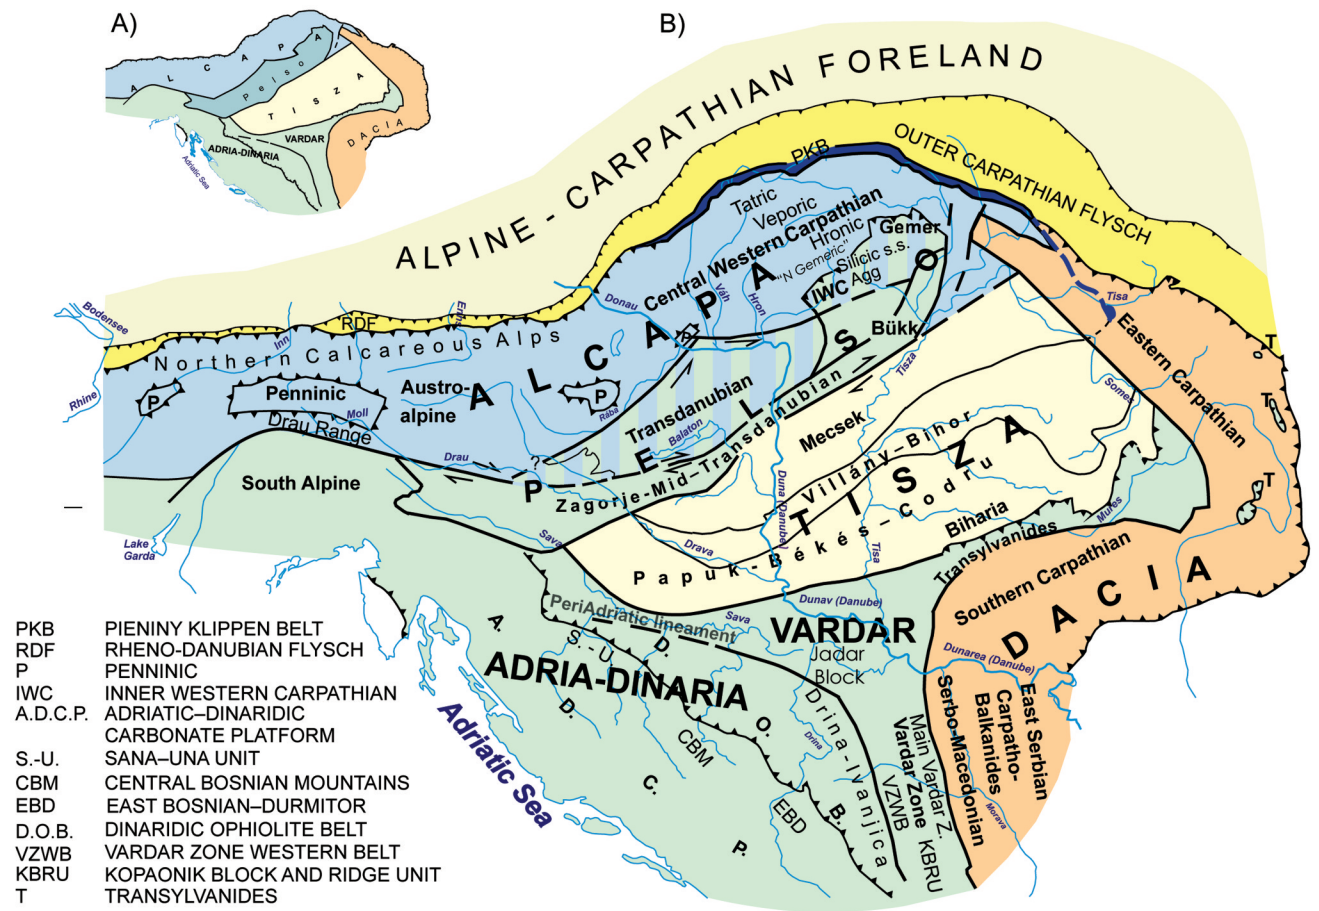 A)
B)
A L C A P A
Pelso
T I S Z A
DACIA
VARDAR
ADRIA-DINARIA
Adriatic Sea
ALPINE - CARPATHIAN FORELAND
OUTER CARPATHIAN FLYSCH
PKB
Tatric
Veporic
Central Western Carpathian
Hronic
"N Gemeric"
Gemer
Silicic s.s.
IWC
Agg
Bükk
Bodensee
Rhine
Inn
RDF
Enns
Donau
Váh
Hron
Tisa
Northern Calcareous Alps
Penninic
P
Austro-
alpine
P
P
A L C A P A
Moll
Drau Range
Rába
Transdanubian
Balaton
P E L S O
Tisza
Somes
Eastern Carpathian
T
T
T
South Alpine
Drau
?
Zagorje-Mid-Transdanubian
Mecsek
Villány-Bihor
T I S Z A
Papuk-Békés-Codru
Biharia
Duna (Danube)
Tisa
Drava
Sava
Mures
Transylvanides
Lake
Garda
Southern Carpathian
D A C I A
Dunav (Danube)
Sava
PeriAdriatic lineament
VARDAR
Jadar
Block
Dunarea (Danube)
A.
D.
C.
P.
S.-U.
D.
O.
B.
ADRIA-DINARIA
Adriatic Sea
CBM
EBD
Drina
Drina-Ivanjica
VZWB
Vardar Zone
Main Vardar Z.
KBRU
Serbo-Macedonian
East Serbian
Carpatho-
Balkanides
Morava
PKB PIENINY KLIPPEN BELT
RDF RHENO-DANUBIAN FLYSCH
P PENNINIC
IWC INNER WESTERN CARPATHIAN
A.D.C.P. ADRIATIC–DINARIDIC
CARBONATE PLATFORM
S.-U. SANA–UNA UNIT
CBM CENTRAL BOSNIAN MOUNTAINS
EBD EAST BOSNIAN–DURMITOR
D.O.B. DINARIDIC OPHIOLITE BELT
VZWB VARDAR ZONE WESTERN BELT
KBRU KOPAONIK BLOCK AND RIDGE UNIT
T TRANSYLVANIDES